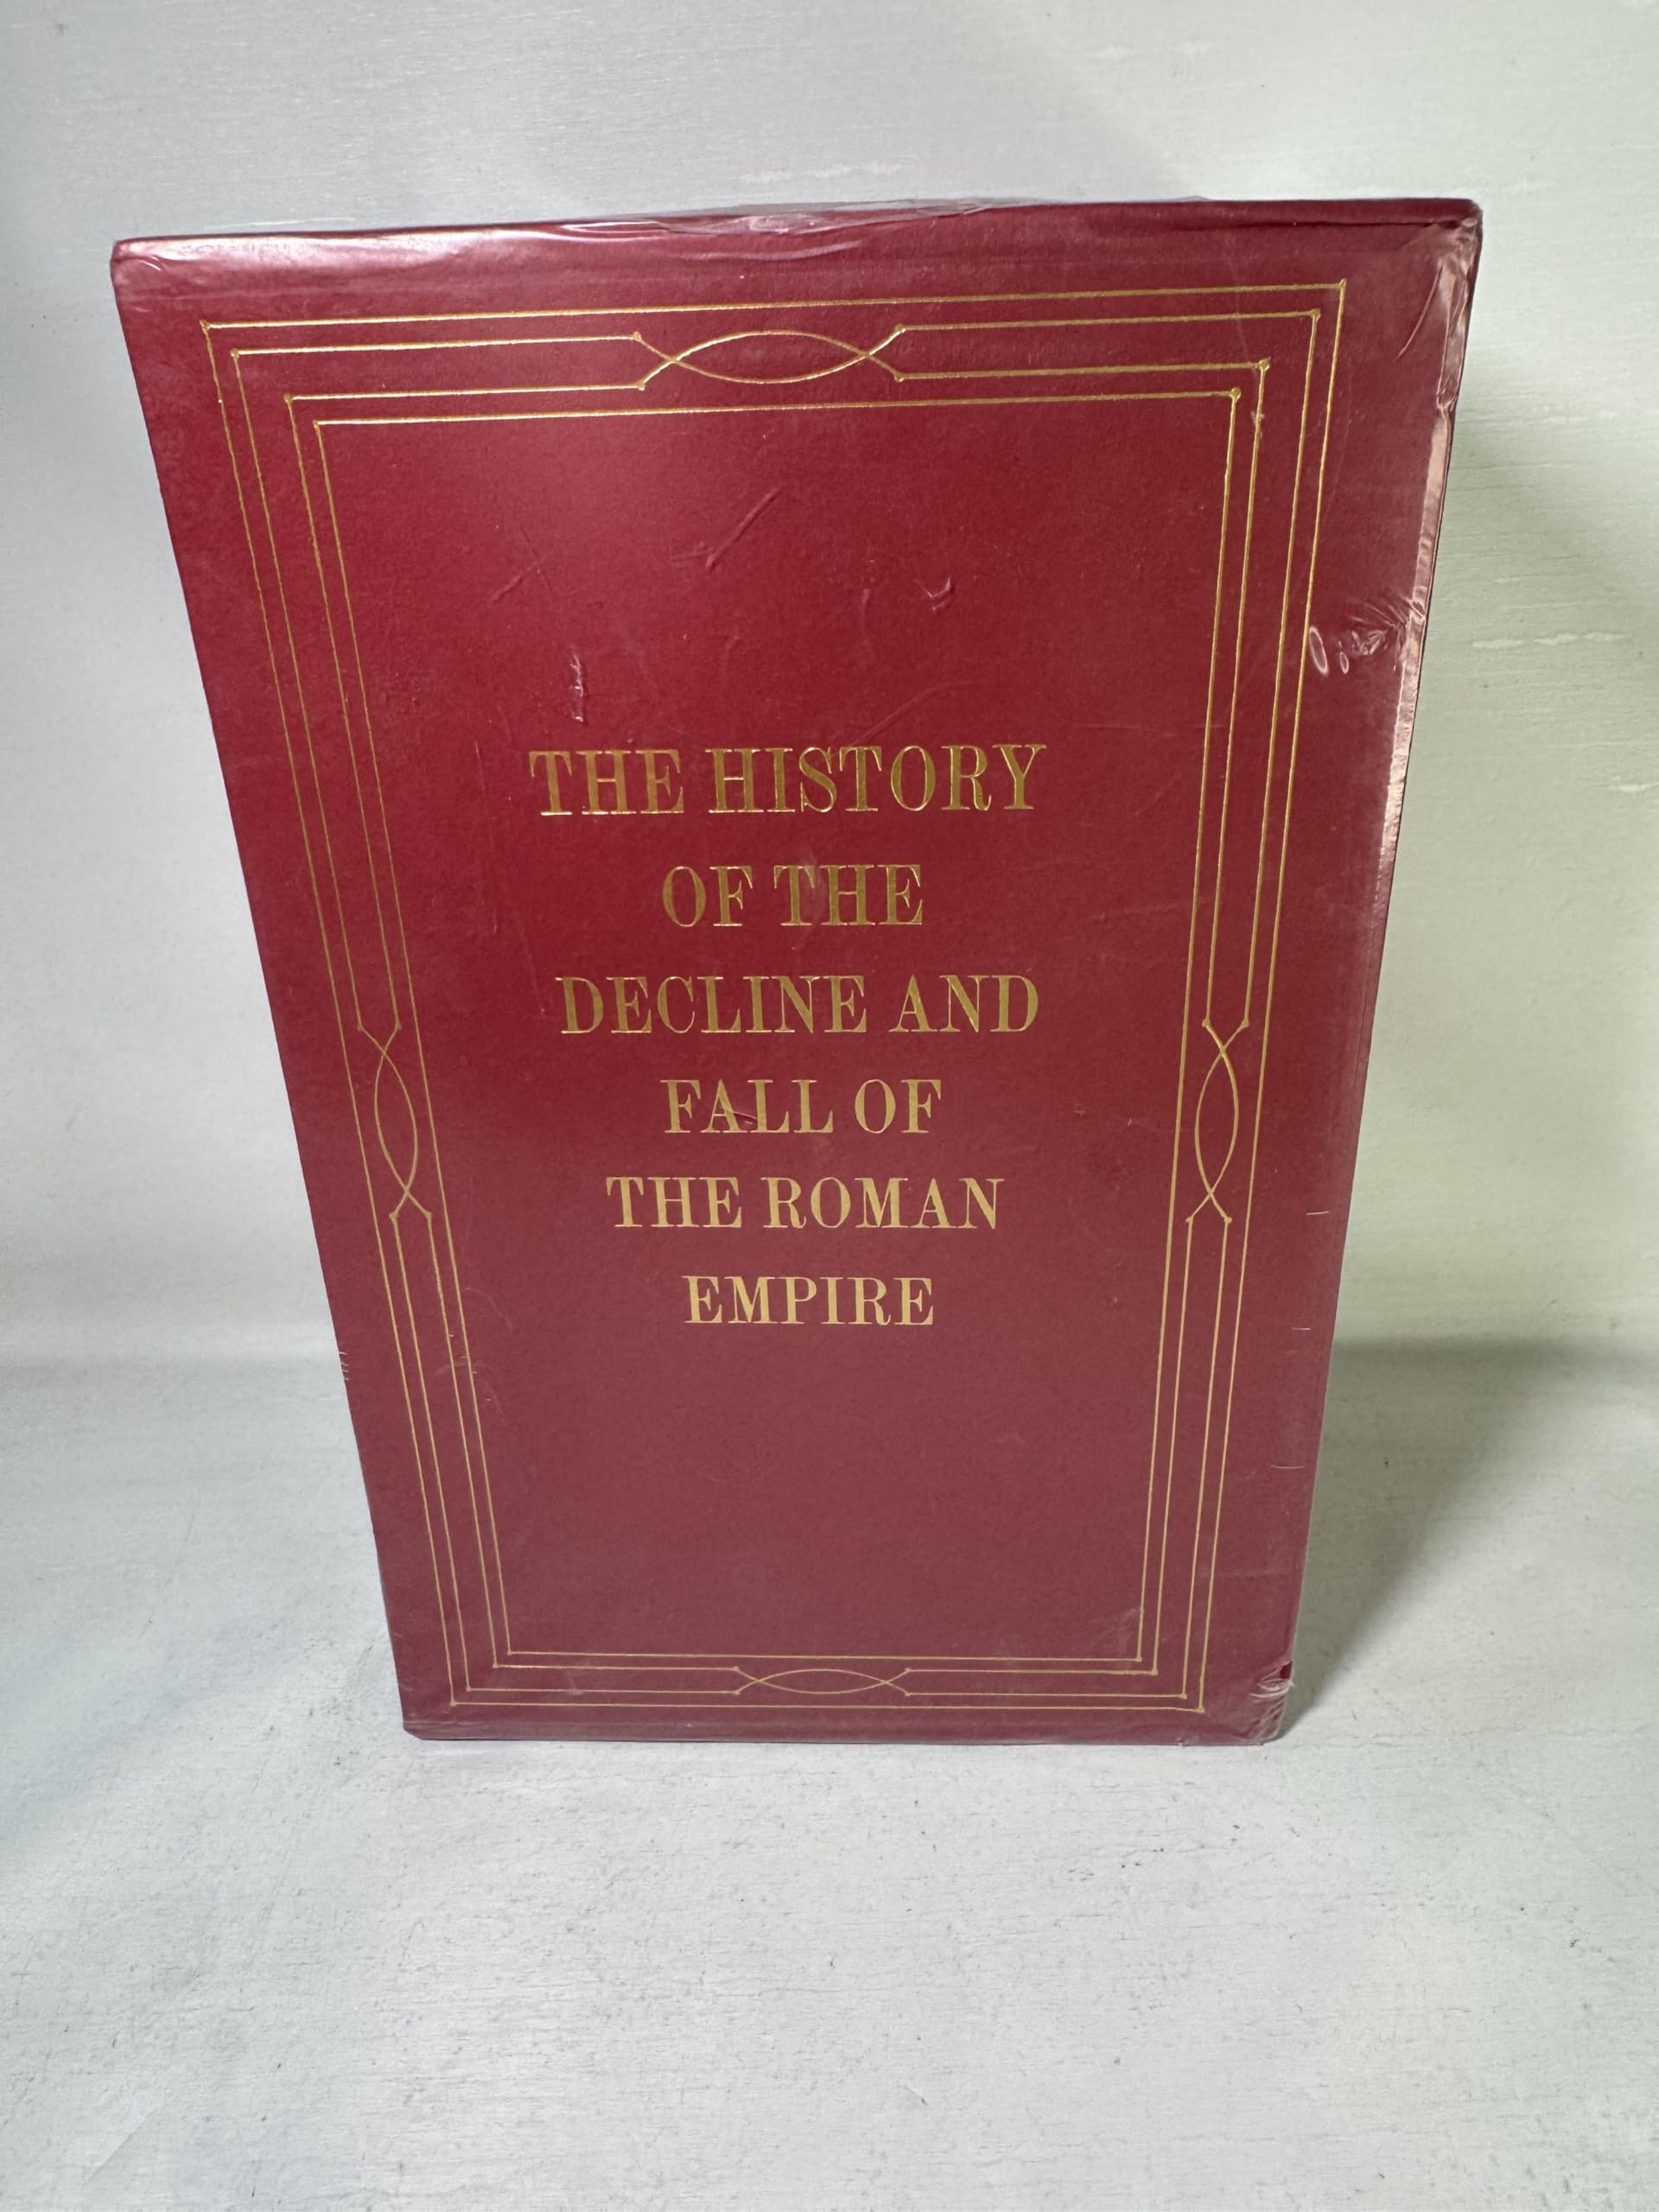 THE HISTORY
OF THE
DECLINE AND
FALL OF
THE ROMAN
EMPIRE